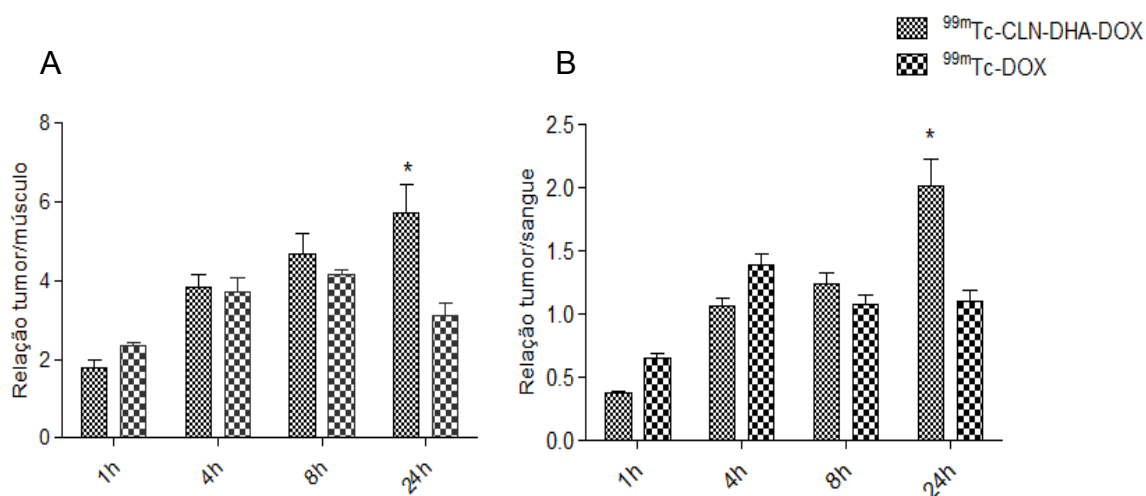 ⁹⁹ᵐTc-CLN-DHA-DOX
⁹⁹ᵐTc-DOX
A
Relação tumor/músculo
8
6
4
2
0
*
1h
4h
8h
24h
B
Relação tumor/sangue
2.5
2.0
1.5
1.0
0.5
0.0
*
1h
4h
8h
24h